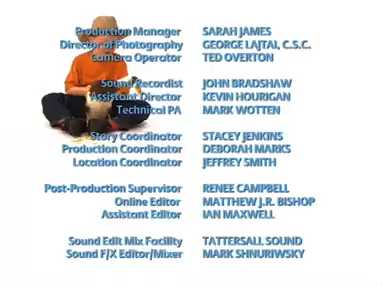 Production Manager SARAH JAMES
Director of Photography GEORGE LAJTAI, C.S.C.
Camera Operator TED OVERTON
Sound Recordist JOHN BRADSHAW
Assistant Director KEVIN HOURIGAN
Technical PA MARK WOTTEN
Story Coordinator STACEY JENKINS
Production Coordinator DEBORAH MARKS
Location Coordinator JEFFREY SMITH
Post-Production Supervisor RENEE CAMPBELL
Online Editor MATTHEW J.R. BISHOP
Assistant Editor IAN MAXWELL
Sound Edit Mix Facility TATTERSALL SOUND
Sound F/X Editor/Mixer MARK SHNURIWSKY